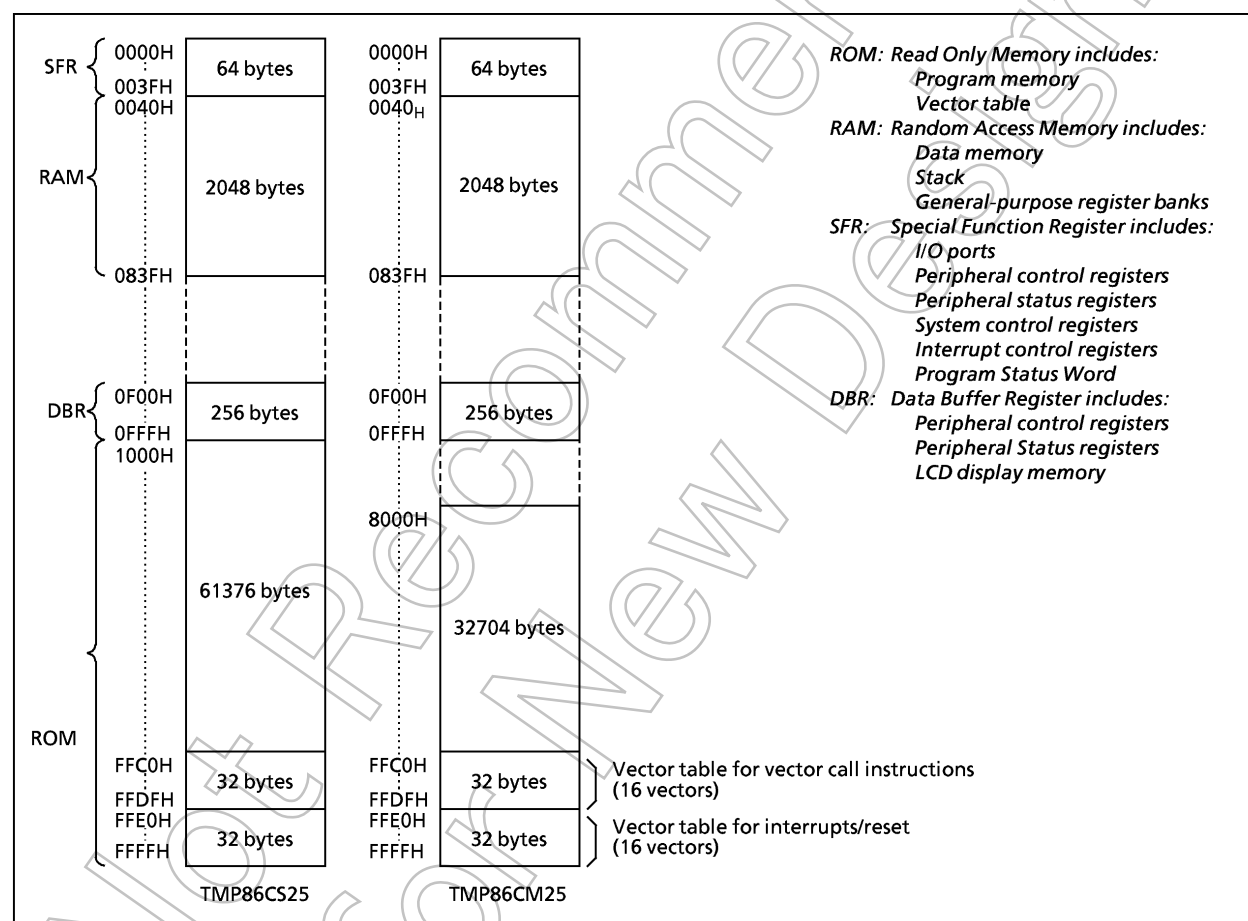 SFR
0000H
003FH
64 bytes
RAM
0040H
083FH
2048 bytes
DBR
0F00H
0FFFH
256 bytes
ROM
1000H
61376 bytes
FFC0H
FFDFH
32 bytes
FFE0H
FFFFH
32 bytes
TMP86CS25
0000H
003FH
64 bytes
0040H
083FH
2048 bytes
0F00H
0FFFH
256 bytes
8000H
32704 bytes
FFC0H
FFDFH
32 bytes
FFE0H
FFFFH
32 bytes
TMP86CM25
Vector table for vector call instructions
(16 vectors)
Vector table for interrupts/reset
(16 vectors)
ROM: Read Only Memory includes:
Program memory
Vector table
RAM: Random Access Memory includes:
Data memory
Stack
General-purpose register banks
SFR: Special Function Register includes:
I/O ports
Peripheral control registers
Peripheral status registers
System control registers
Interrupt control registers
Program Status Word
DBR: Data Buffer Register includes:
Peripheral control registers
Peripheral Status registers
LCD display memory
Not Recommen
for New Design